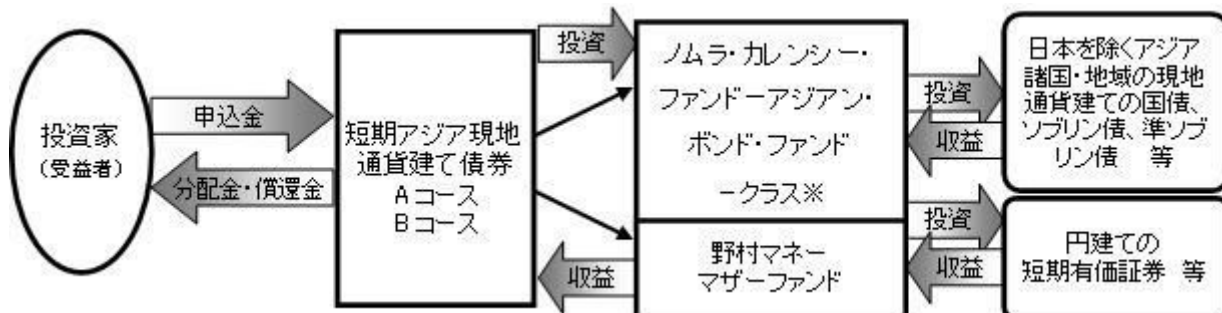 投資家
(受益者)
申込金
分配金・償還金
短期アジア現地
通貨建て債券
Aコース
Bコース
投資
収益
ノムラ・カレンシー・
ファンドーアジアン・
ボンド・ファンド
ークラス※
野村マネー
マザーファンド
投資
収益
日本を除くアジア
諸国・地域の現地
通貨建ての国債、
ソブリン債、準ソブ
リン債 等
投資
収益
円建ての
短期有価証券 等